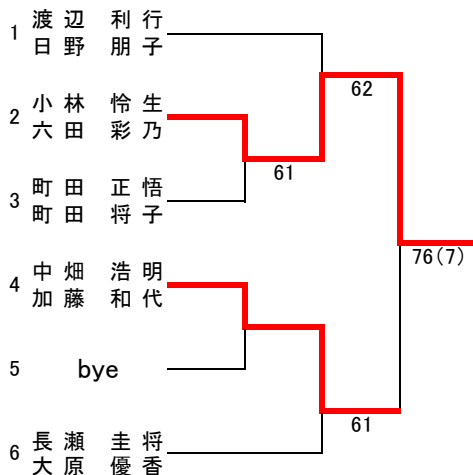 1 渡辺 利行
日野 朋子
62
2 小林 怜生
六田 彩乃
61
3 町田 正悟
町田 将子
76(7)
4 中畑 浩明
加藤 和代
5 bye
61
6 長瀬 圭将
大原 優香